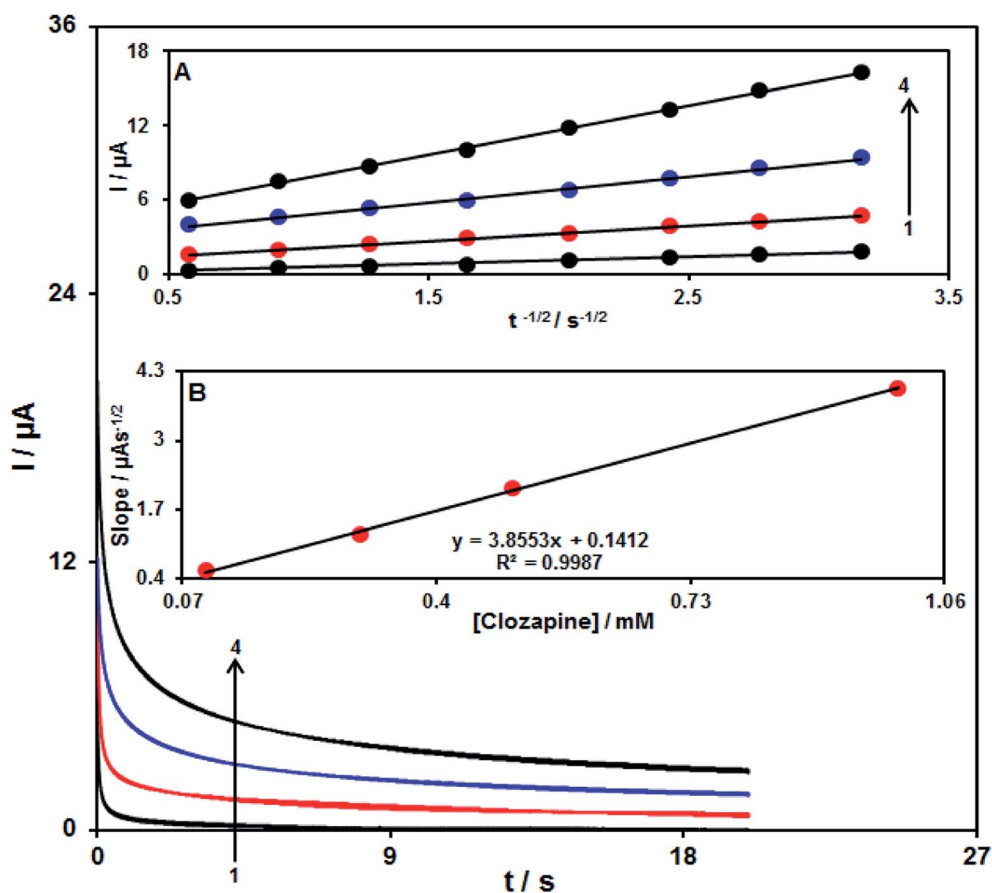 36
24
12
0
I / µA
0
9
18
27
t / s
A
18
12
6
0
I / µA
0.5
1.5
2.5
3.5
t -1/2 / s-1/2
4
1
B
4.3
3
1.7
0.4
Slope / µAs-1/2
y = 3.8553x + 0.1412
R² = 0.9987
0.07
0.4
0.73
1.06
[Clozapine] / mM
4
1